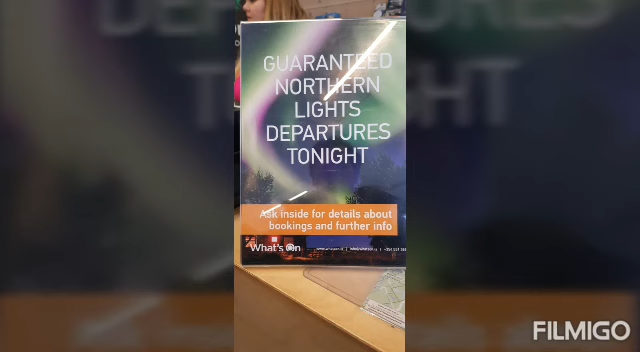 GUARANTEED
NORTHERN
LIGHTS
DEPARTURES
TONIGHT
Ask inside for details about
bookings and further info
What's On
FILMIGO